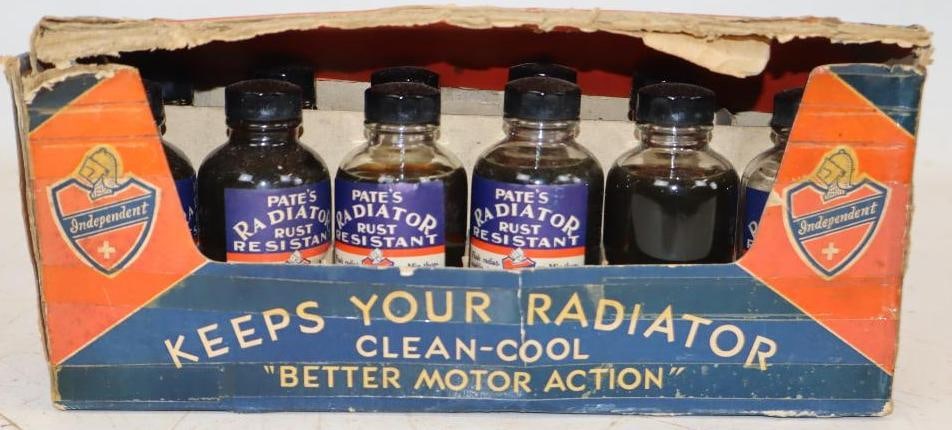 PATE'S
RADIATOR
RUST
RESISTANT
PATE'S
RADIATOR
RUST
RESISTANT
PATE'S
RADIATOR
RUST
RESISTANT
Independent
Independent
KEEPS YOUR RADIATOR
CLEAN-COOL
"BETTER MOTOR ACTION"